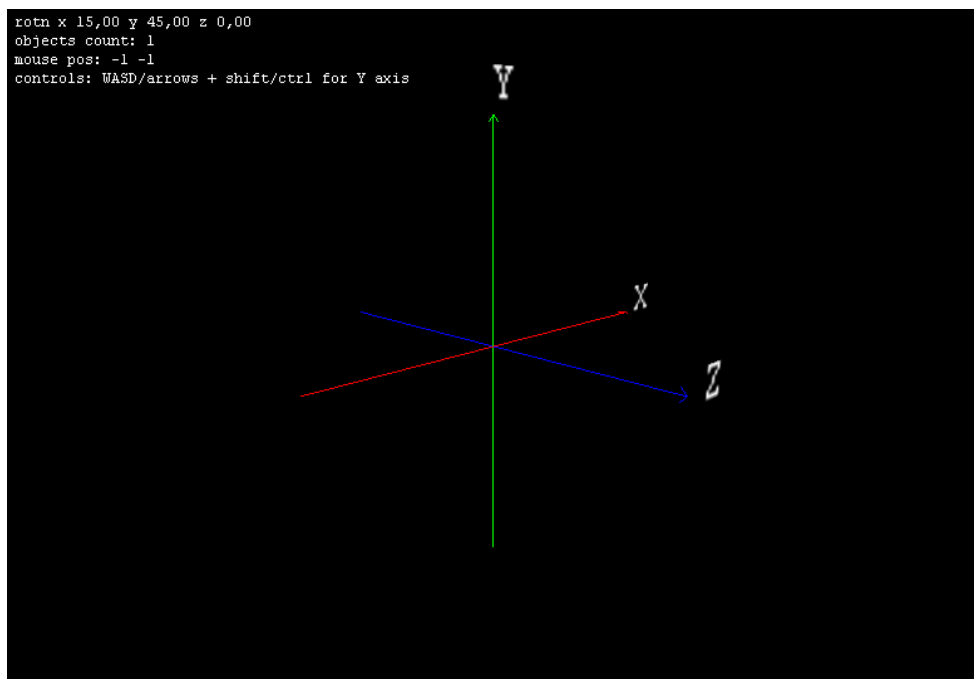 rotn x 15,00 y 45,00 z 0,00
objects count: 1
mouse pos: -1 -1
controls: WASD/arrows + shift/ctrl for Y axis
Y
X
Z